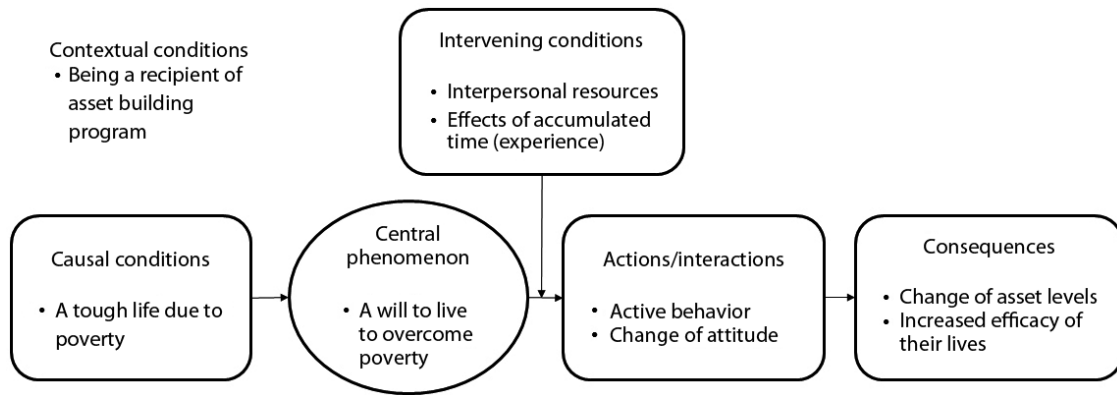 Contextual conditions
• Being a recipient of
asset building
program
Intervening conditions
• Interpersonal resources
• Effects of accumulated
time (experience)
Causal conditions
• A tough life due to
poverty
Central
phenomenon
• A will to live
to overcome
poverty
Actions/interactions
• Active behavior
• Change of attitude
Consequences
• Change of asset levels
• Increased efficacy of
their lives